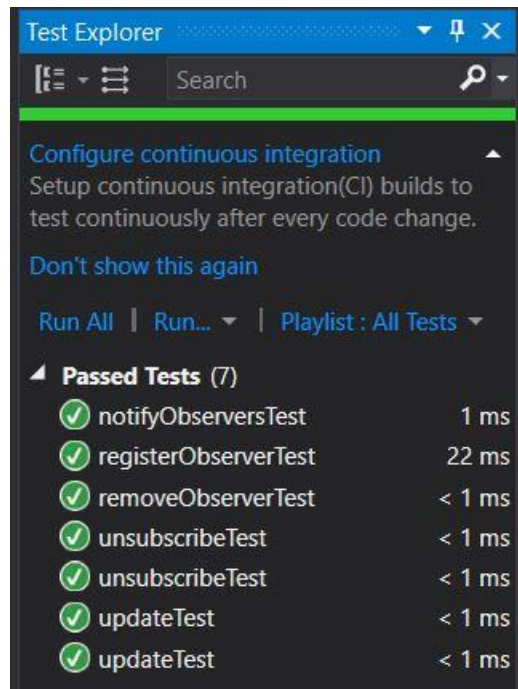 Test Explorer
Search
Configure continuous integration
Setup continuous integration(CI) builds to
test continuously after every code change.
Don't show this again
Run All | Run... | Playlist : All Tests
Passed Tests (7)
notifyObserversTest 1 ms
registerObserverTest 22 ms
removeObserverTest < 1 ms
unsubscribeTest < 1 ms
unsubscribeTest < 1 ms
updateTest < 1 ms
updateTest < 1 ms